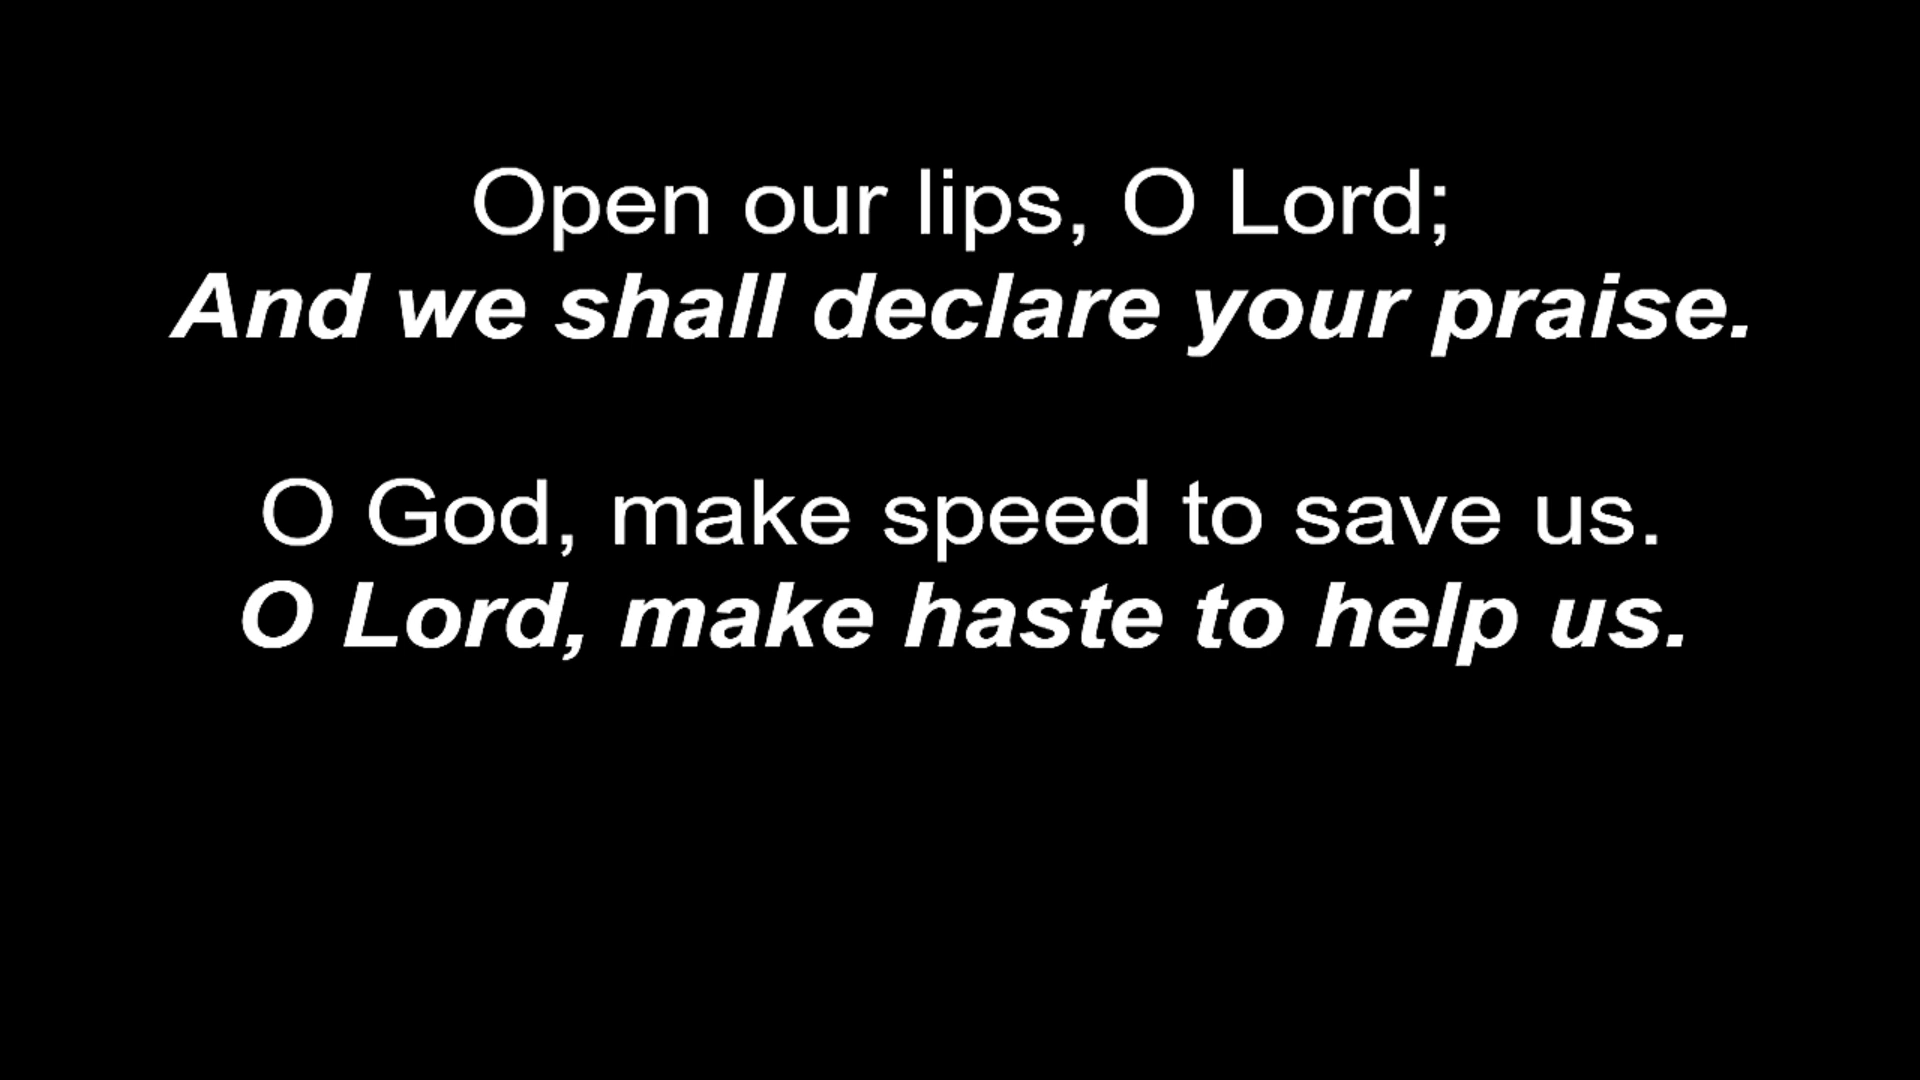 Open our lips, O Lord;
And we shall declare your praise.
O God, make speed to save us.
O Lord, make haste to help us.